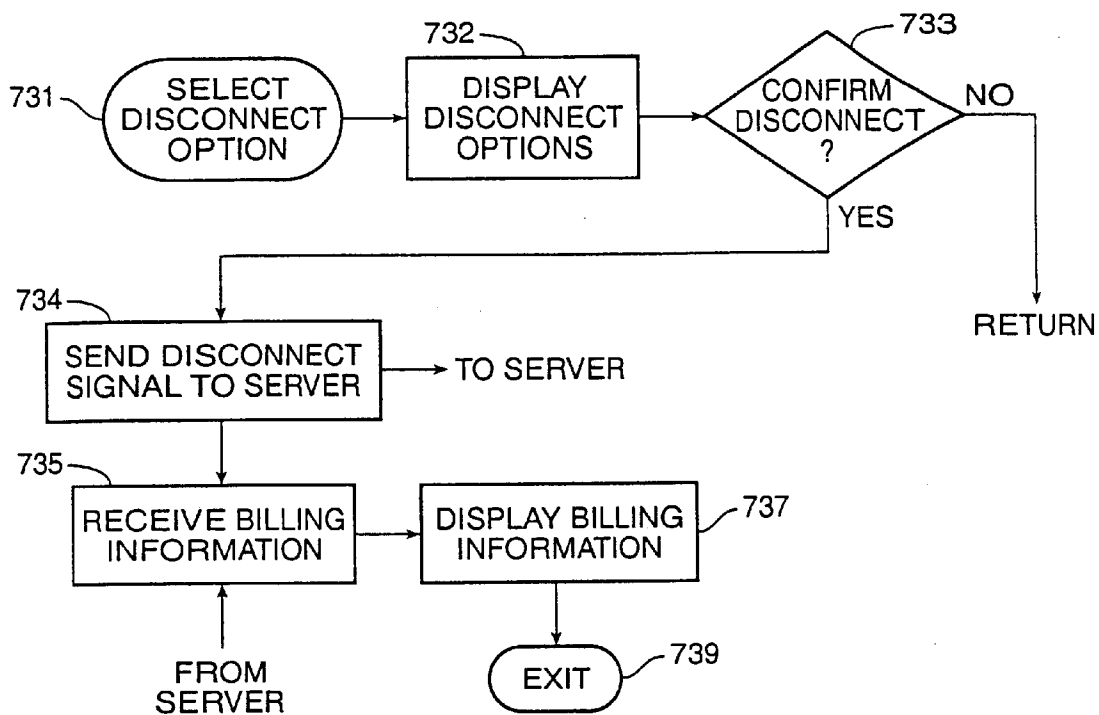 731
SELECT
DISCONNECT
OPTION
732
DISPLAY
DISCONNECT
OPTIONS
733
CONFIRM
DISCONNECT
?
NO
YES
RETURN
734
SEND DISCONNECT
SIGNAL TO SERVER
TO SERVER
735
RECEIVE BILLING
INFORMATION
DISPLAY BILLING
INFORMATION
737
FROM
SERVER
EXIT
739